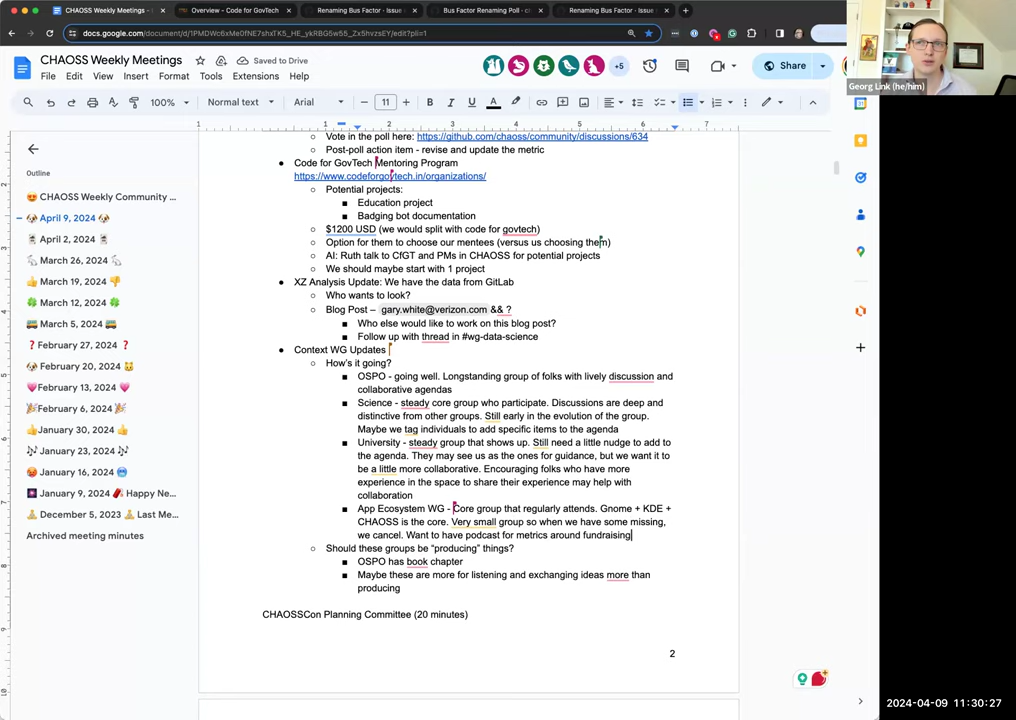 CHAOSS Weekly Meetings
Overview - Code for GovTech
Renaming Bus Factor · Issue
Bus Factor Renaming Poll · c
Renaming Bus Factor · Issue
docs.google.com/document/d/1PMDWc6xMe0fNE7shxTK5_HE_ykRBG5w55_Zx5hvzsEY/edit?pli=1
CHAOSS Weekly Meetings
Saved to Drive
File Edit View Insert Format Tools Extensions Help
+5
Share
100%
Normal text
Arial
11
Georg Link (he/him)
1 1 2 3 4 5 6 7
Outline
CHAOSS Weekly Community ...
April 9, 2024
April 2, 2024
March 26, 2024
March 19, 2024
March 12, 2024
March 5, 2024
February 27, 2024
February 20, 2024
February 13, 2024
February 6, 2024
January 30, 2024
January 23, 2024
January 16, 2024
January 9, 2024 Happy Ne...
December 5, 2023 Last Me...
Archived meeting minutes
Vote in the poll here: https://github.com/chaoss/community/discussions/634
Post-poll action item - revise and update the metric
Code for GovTech Mentoring Program
https://www.codeforgovtech.in/organizations/
Potential projects:
Education project
Badging bot documentation
$1200 USD (we would split with code for govtech)
Option for them to choose our mentees (versus us choosing them)
AI: Ruth talk to CfGT and PMs in CHAOSS for potential projects
We should maybe start with 1 project
XZ Analysis Update: We have the data from GitLab
Who wants to look?
Blog Post – gary.white@verizon.com && ?
Who else would like to work on this blog post?
Follow up with thread in #wg-data-science
Context WG Updates
How's it going?
OSPO - going well. Longstanding group of folks with lively discussion and
collaborative agendas
Science - steady core group who participate. Discussions are deep and
distinctive from other groups. Still early in the evolution of the group.
Maybe we tag individuals to add specific items to the agenda
University - steady group that shows up. Still need a little nudge to add to
the agenda. They may see us as the ones for guidance, but we want it to
be a little more collaborative. Encouraging folks who have more
experience in the space to share their experience may help with
collaboration
App Ecosystem WG - Core group that regularly attends. Gnome + KDE +
CHAOSS is the core. Very small group so when we have some missing,
we cancel. Want to have podcast for metrics around fundraising
Should these groups be “producing” things?
OSPO has book chapter
Maybe these are more for listening and exchanging ideas more than
producing
CHAOSSCon Planning Committee (20 minutes)
2
2024-04-09 11:30:27